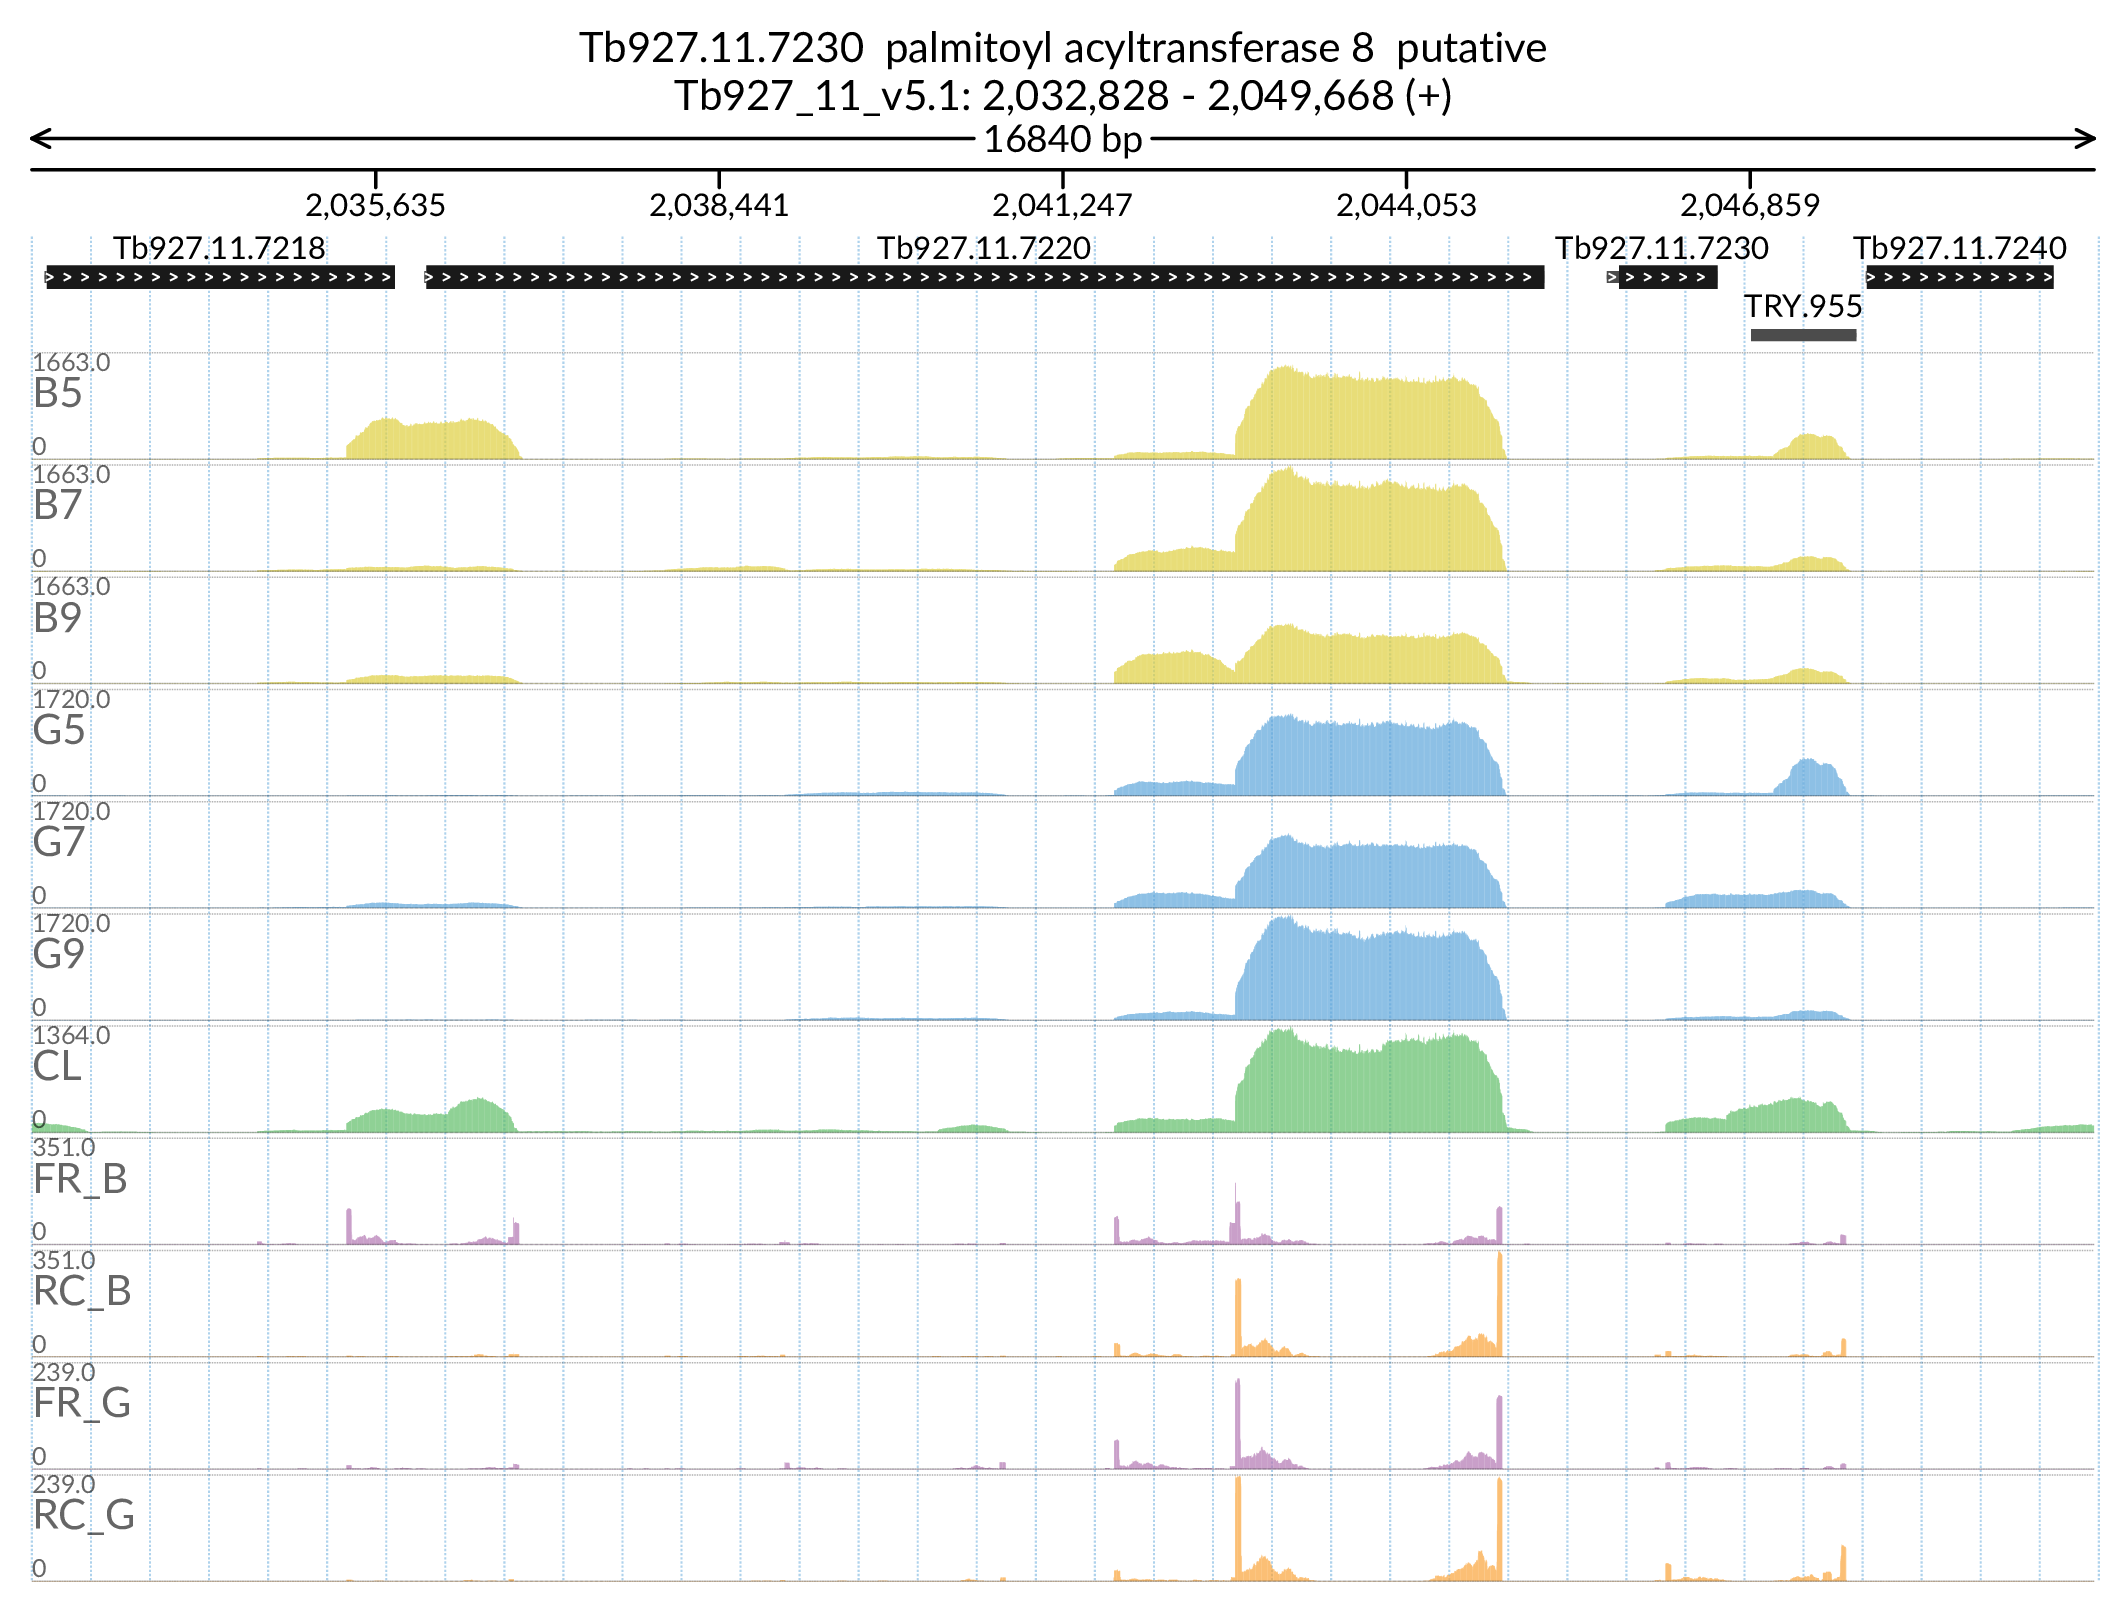 Tb927.11.7230 palmitoyl acyltransferase 8 putative
Tb927_11_v5.1: 2,032,828 - 2,049,668 (+)
16840 bp
2,035,635 2,038,441 2,041,247 2,044,053 2,046,859
Tb927.11.7218 Tb927.11.7220 Tb927.11.7230 Tb927.11.7240
TRY.955
1663.0
B5
0
1663.0
B7
0
1663.0
B9
0
1720.0
G5
0
1720.0
G7
0
1720.0
G9
0
1364.0
CL
0
351.0
FR_B
0
351.0
RC_B
0
239.0
FR_G
0
239.0
RC_G
0